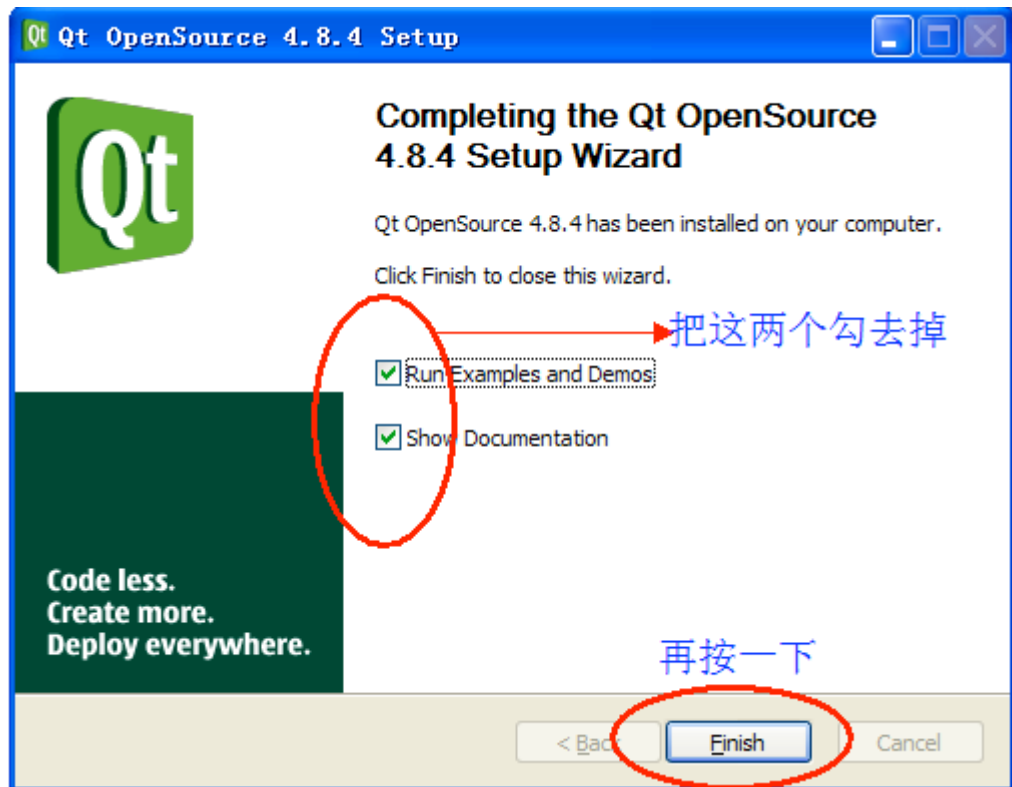 Qt Qt OpenSource 4.8.4 Setup
Qt
Completing the Qt OpenSource
4.8.4 Setup Wizard
Qt OpenSource 4.8.4 has been installed on your computer.
Click Finish to close this wizard.
把这两个勾去掉
Run Examples and Demos
Show Documentation
Code less.
Create more.
Deploy everywhere.
再按一下
< Back
Finish
Cancel